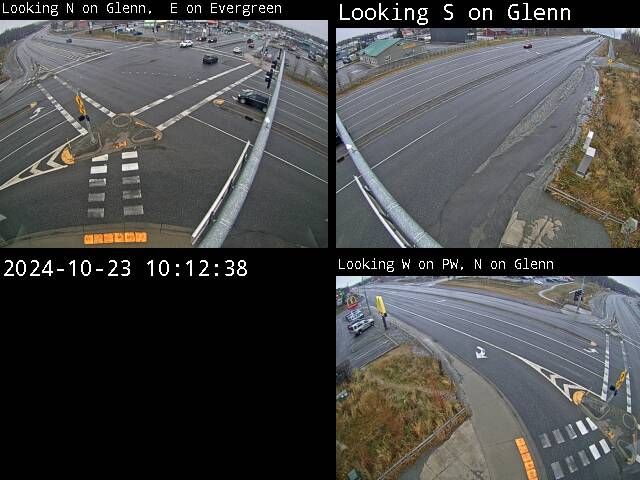 Looking N on Glenn, E on Evergreen
Looking S on Glenn
2024-10-23 10:12:38
Looking W on PW, N on Glenn